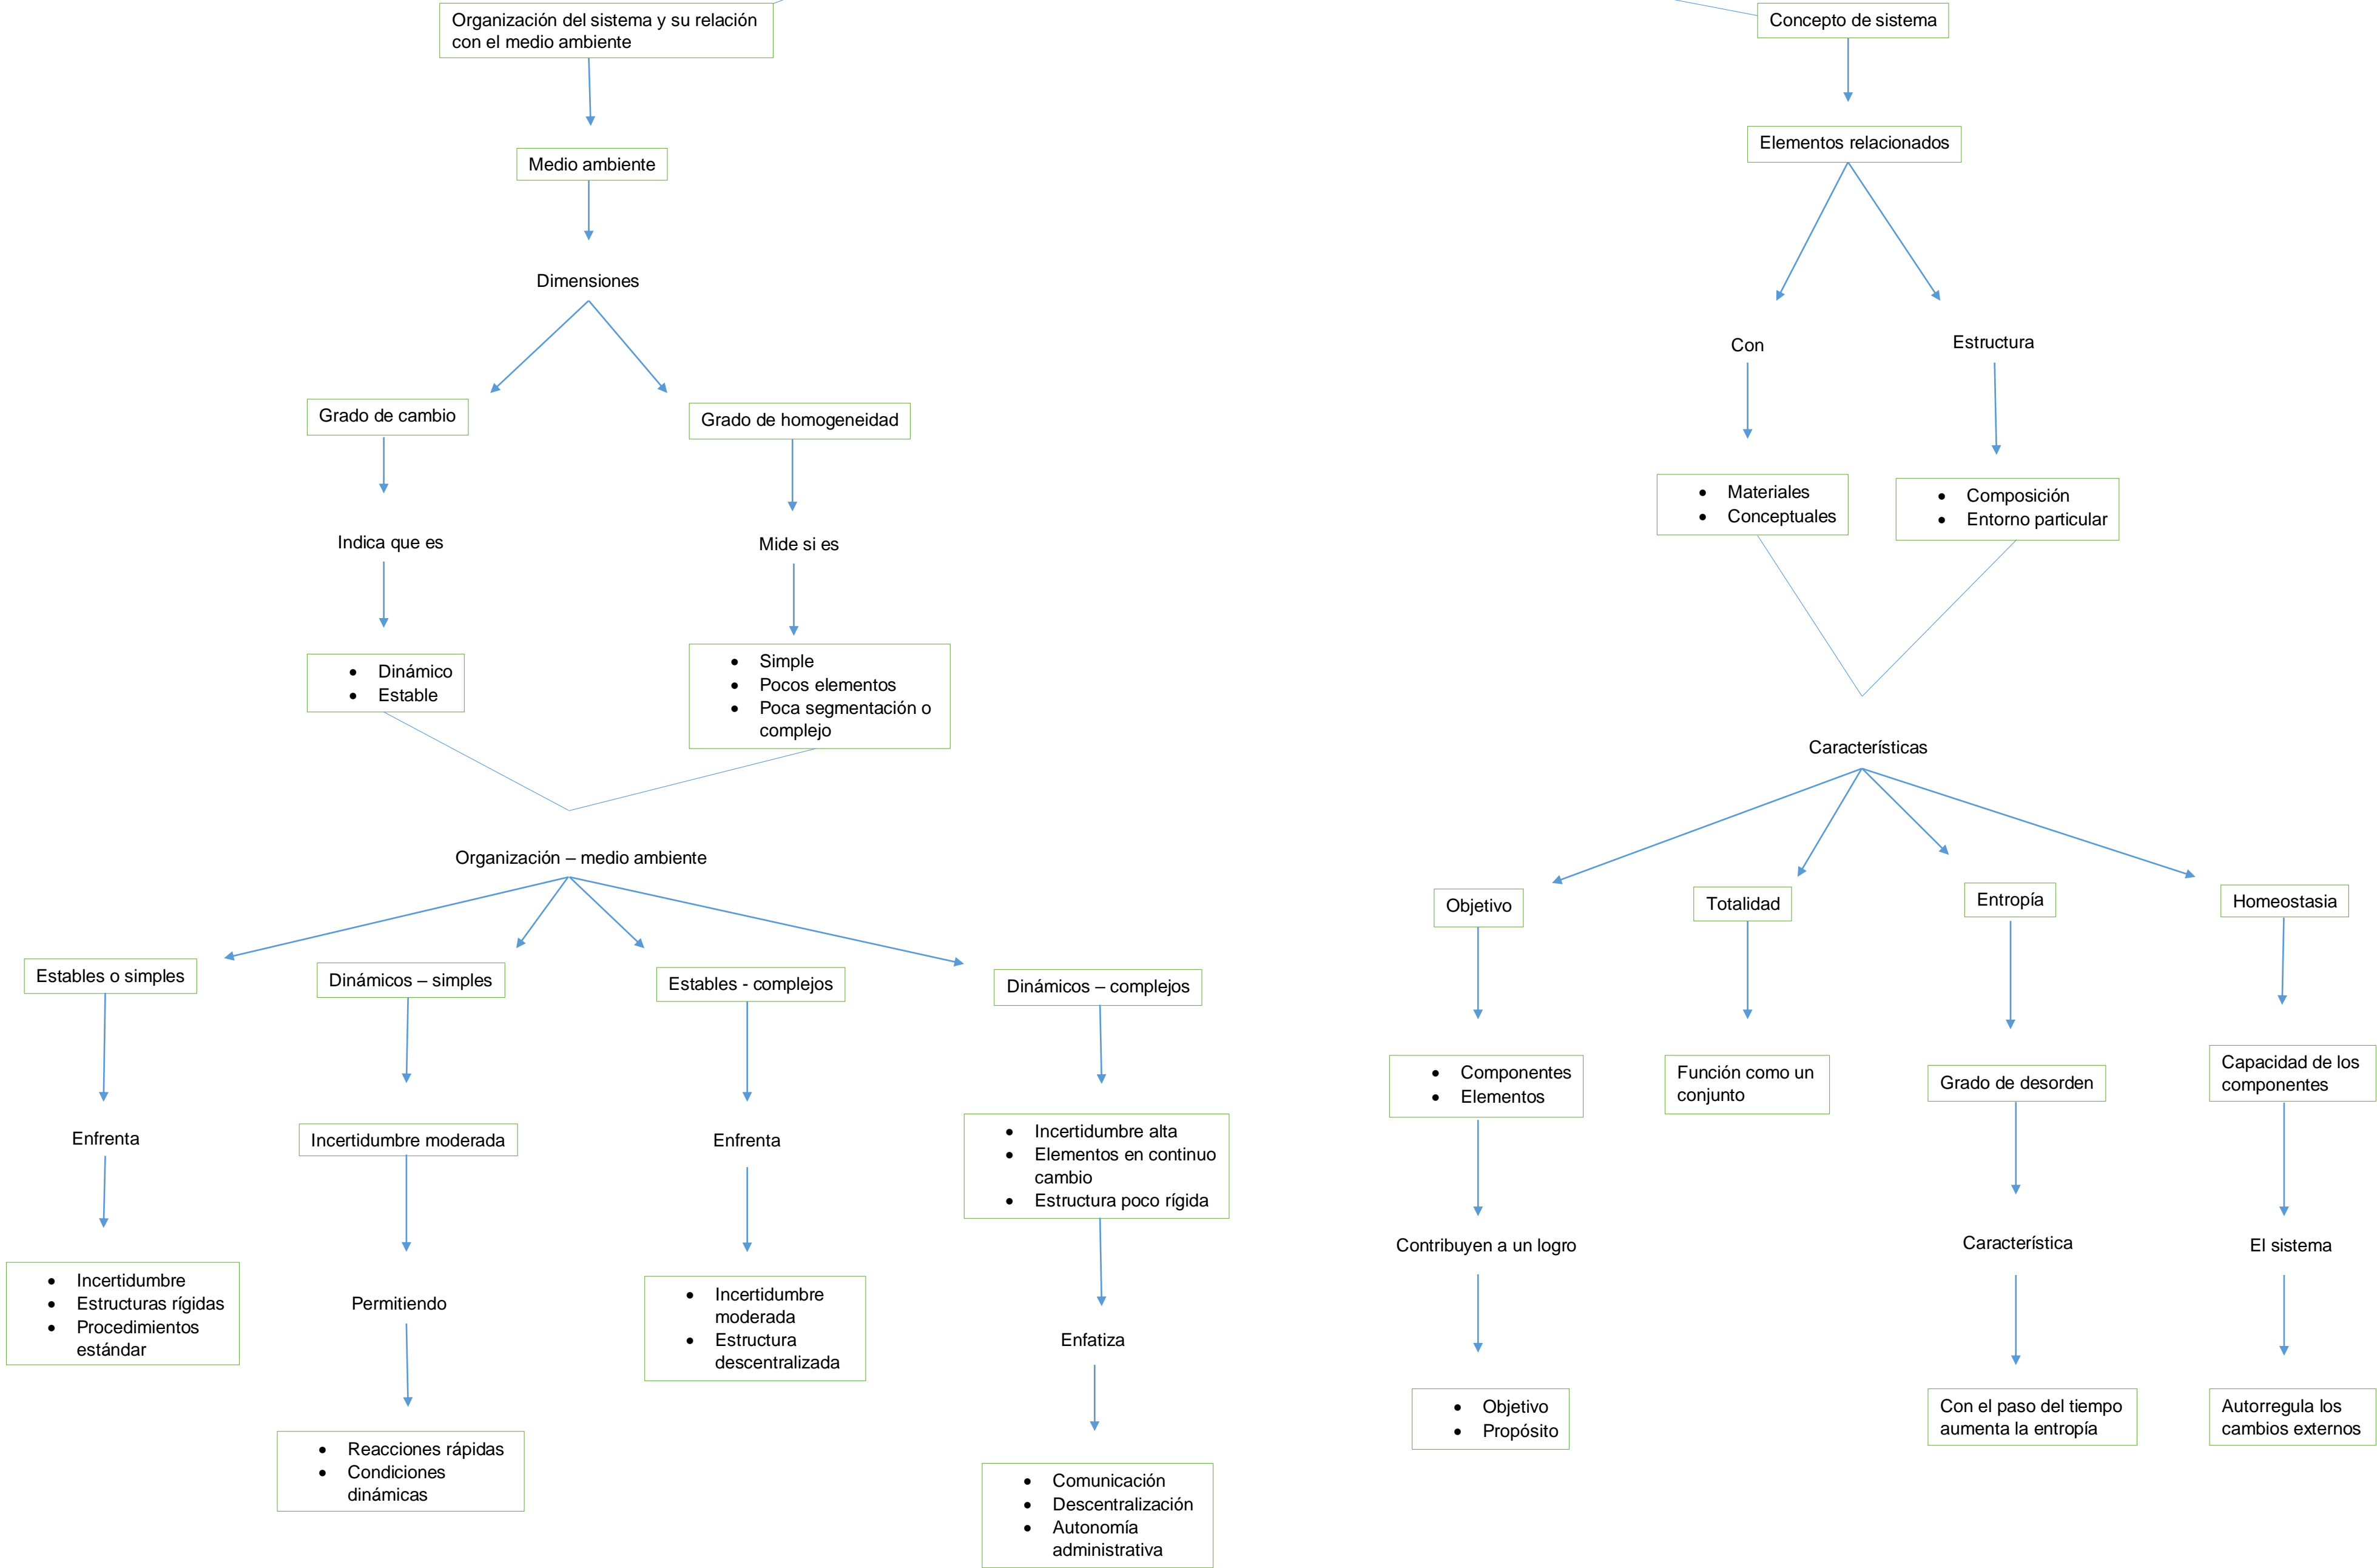 Organización del sistema y su relación
con el medio ambiente
Medio ambiente
Dimensiones
Grado de cambio
Grado de homogeneidad
Indica que es
Mide si es
• Dinámico
• Estable
• Simple
• Pocos elementos
• Poca segmentación o
complejo
Organización – medio ambiente
Estables o simples
Dinámicos – simples
Estables - complejos
Dinámicos – complejos
Enfrenta
• Incertidumbre
• Estructuras rígidas
• Procedimientos
estándar
Incertidumbre moderada
Permitiendo
• Reacciones rápidas
• Condiciones
dinámicas
Enfrenta
• Incertidumbre
moderada
• Estructura
descentralizada
• Incertidumbre alta
• Elementos en continuo
cambio
• Estructura poco rígida
Enfatiza
• Comunicación
• Descentralización
• Autonomía
administrativa
Concepto de sistema
Elementos relacionados
Con
Estructura
• Materiales
• Conceptuales
• Composición
• Entorno particular
Características
Objetivo
Totalidad
Entropía
Homeostasia
• Componentes
• Elementos
Contribuyen a un logro
• Objetivo
• Propósito
Función como un
conjunto
Grado de desorden
Característica
Con el paso del tiempo
aumenta la entropía
Capacidad de los
componentes
El sistema
Autorregula los
cambios externos